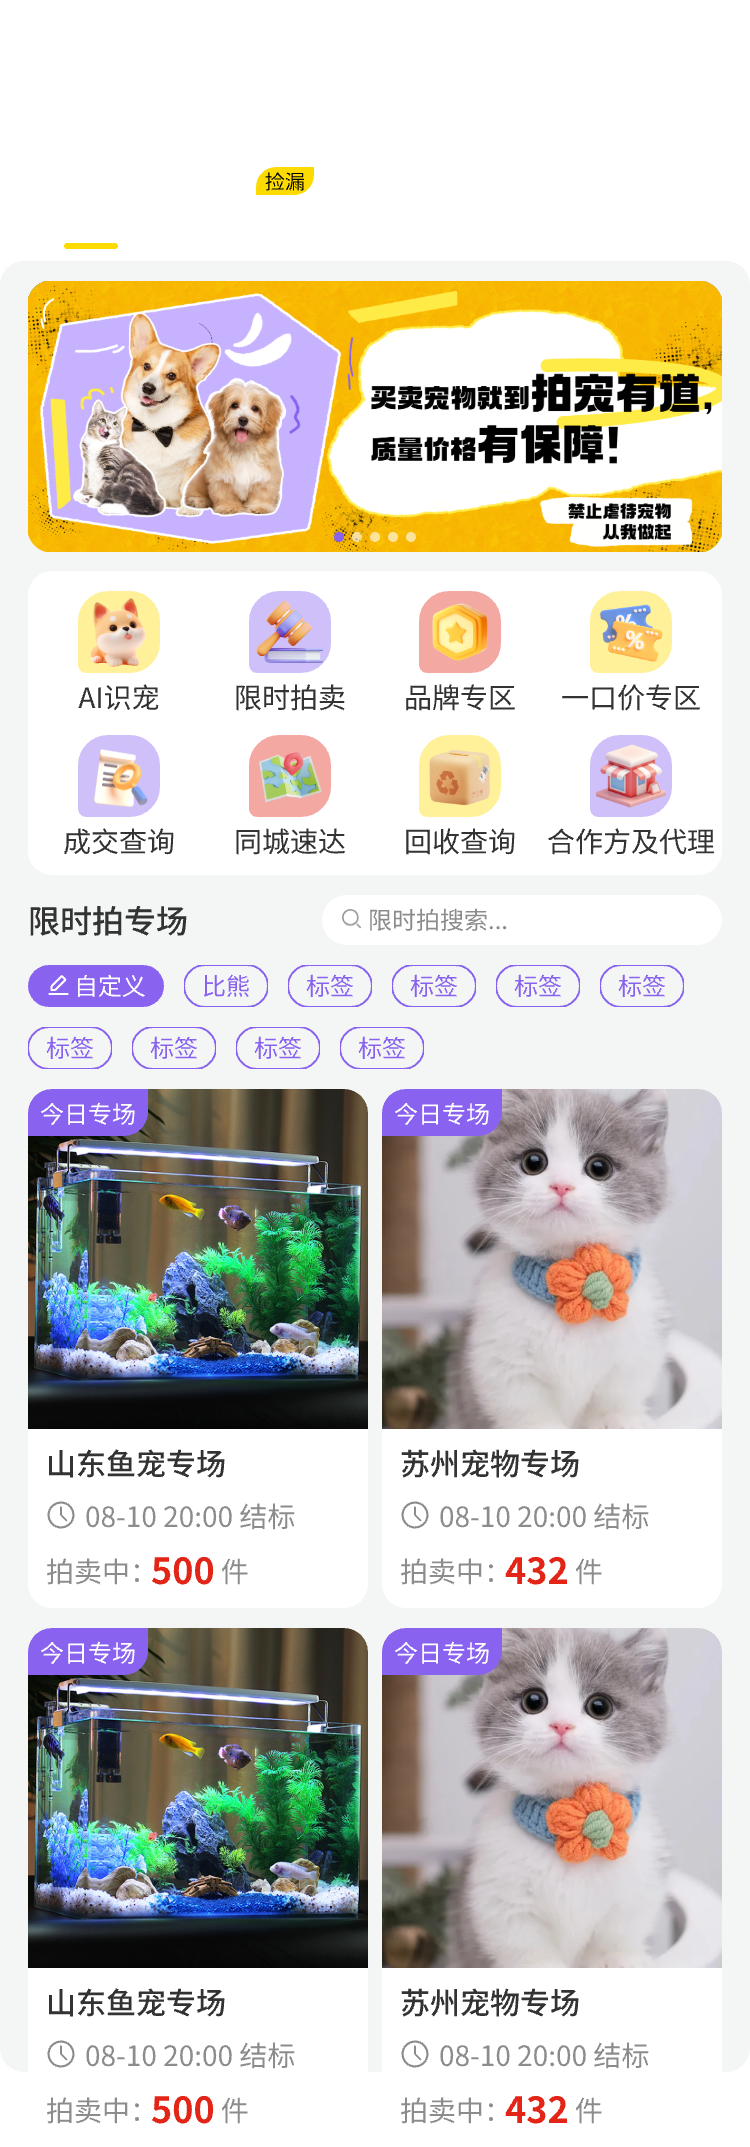 捡漏
买卖宠物就到拍宠有道,
质量价格有保障!
禁止虐待宠物
从我做起
AI识宠 限时拍卖 品牌专区 一口价专区
成交查询 同城速达 回收查询 合作方及代理
限时拍专场 限时拍搜索...
自定义 比熊 标签 标签 标签 标签
标签 标签 标签 标签
今日专场 今日专场
山东鱼宠专场 苏州宠物专场
08-10 20:00 结标 08-10 20:00 结标
拍卖中: 500 件 拍卖中: 432 件
今日专场 今日专场
山东鱼宠专场 苏州宠物专场
08-10 20:00 结标 08-10 20:00 结标
拍卖中: 500 件 拍卖中: 432 件